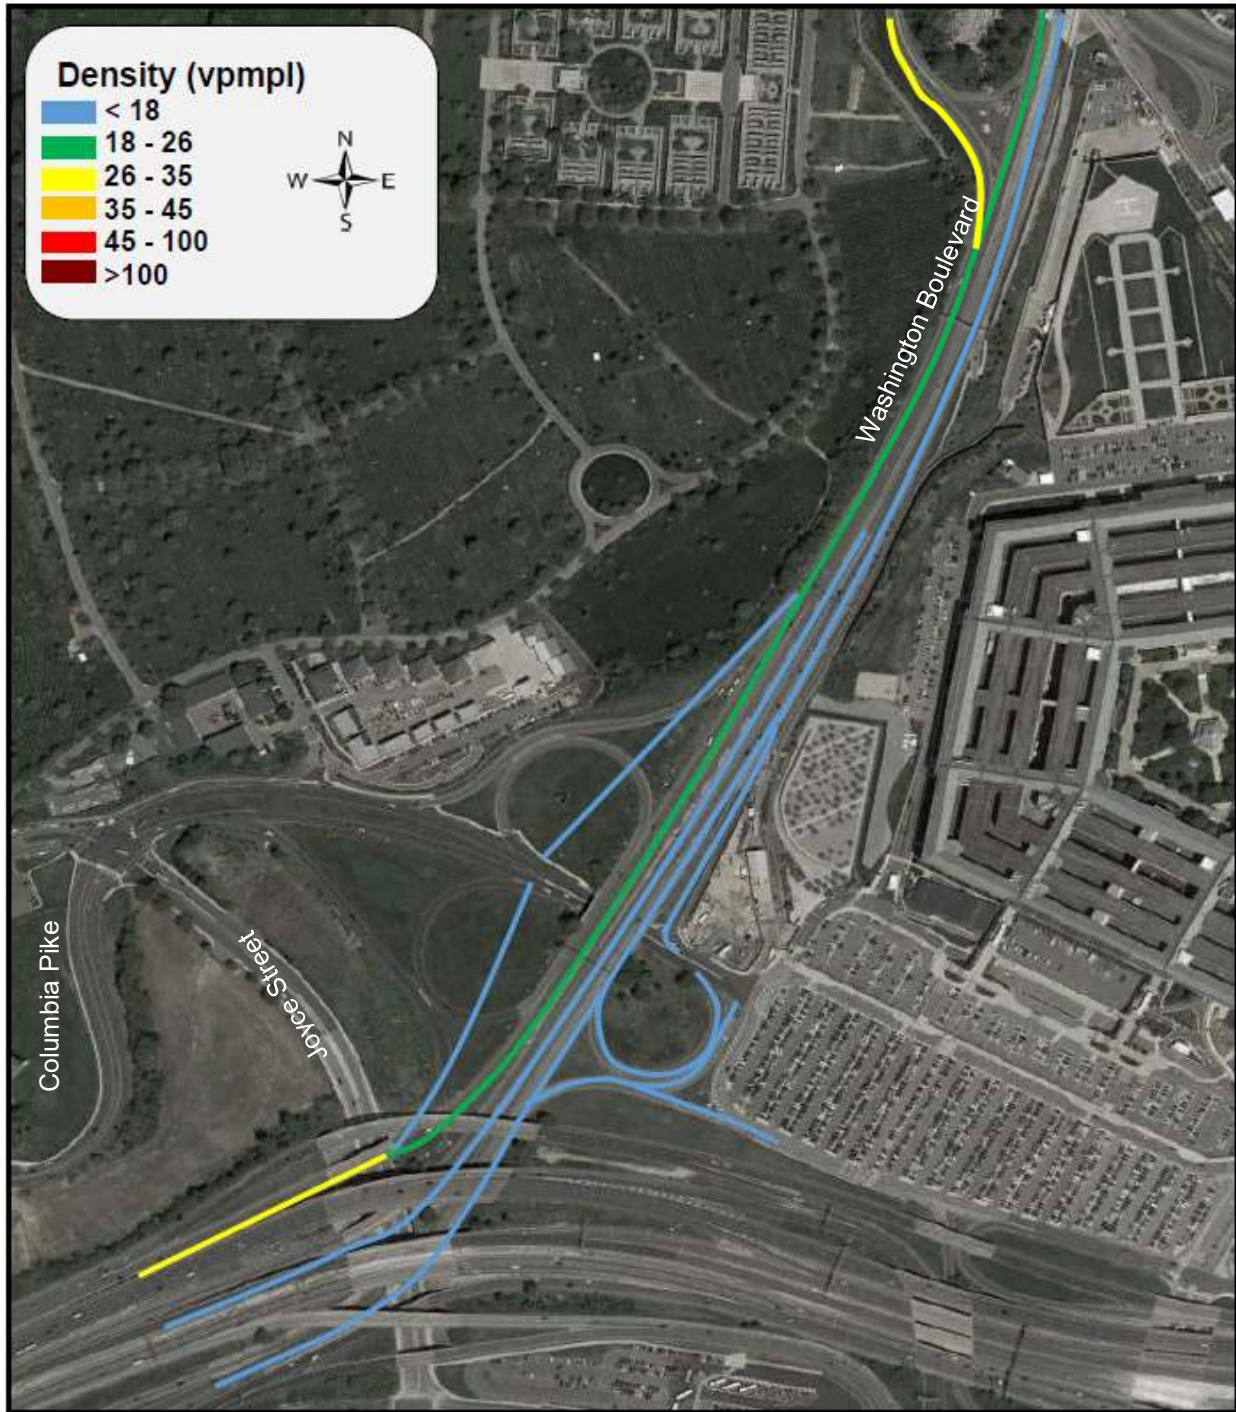 Density (vpmpl)
< 18
18 - 26
26 - 35
35 - 45
45 - 100
>100
N
W E
S
Washington Boulevard
Columbia Pike
Joyce Street